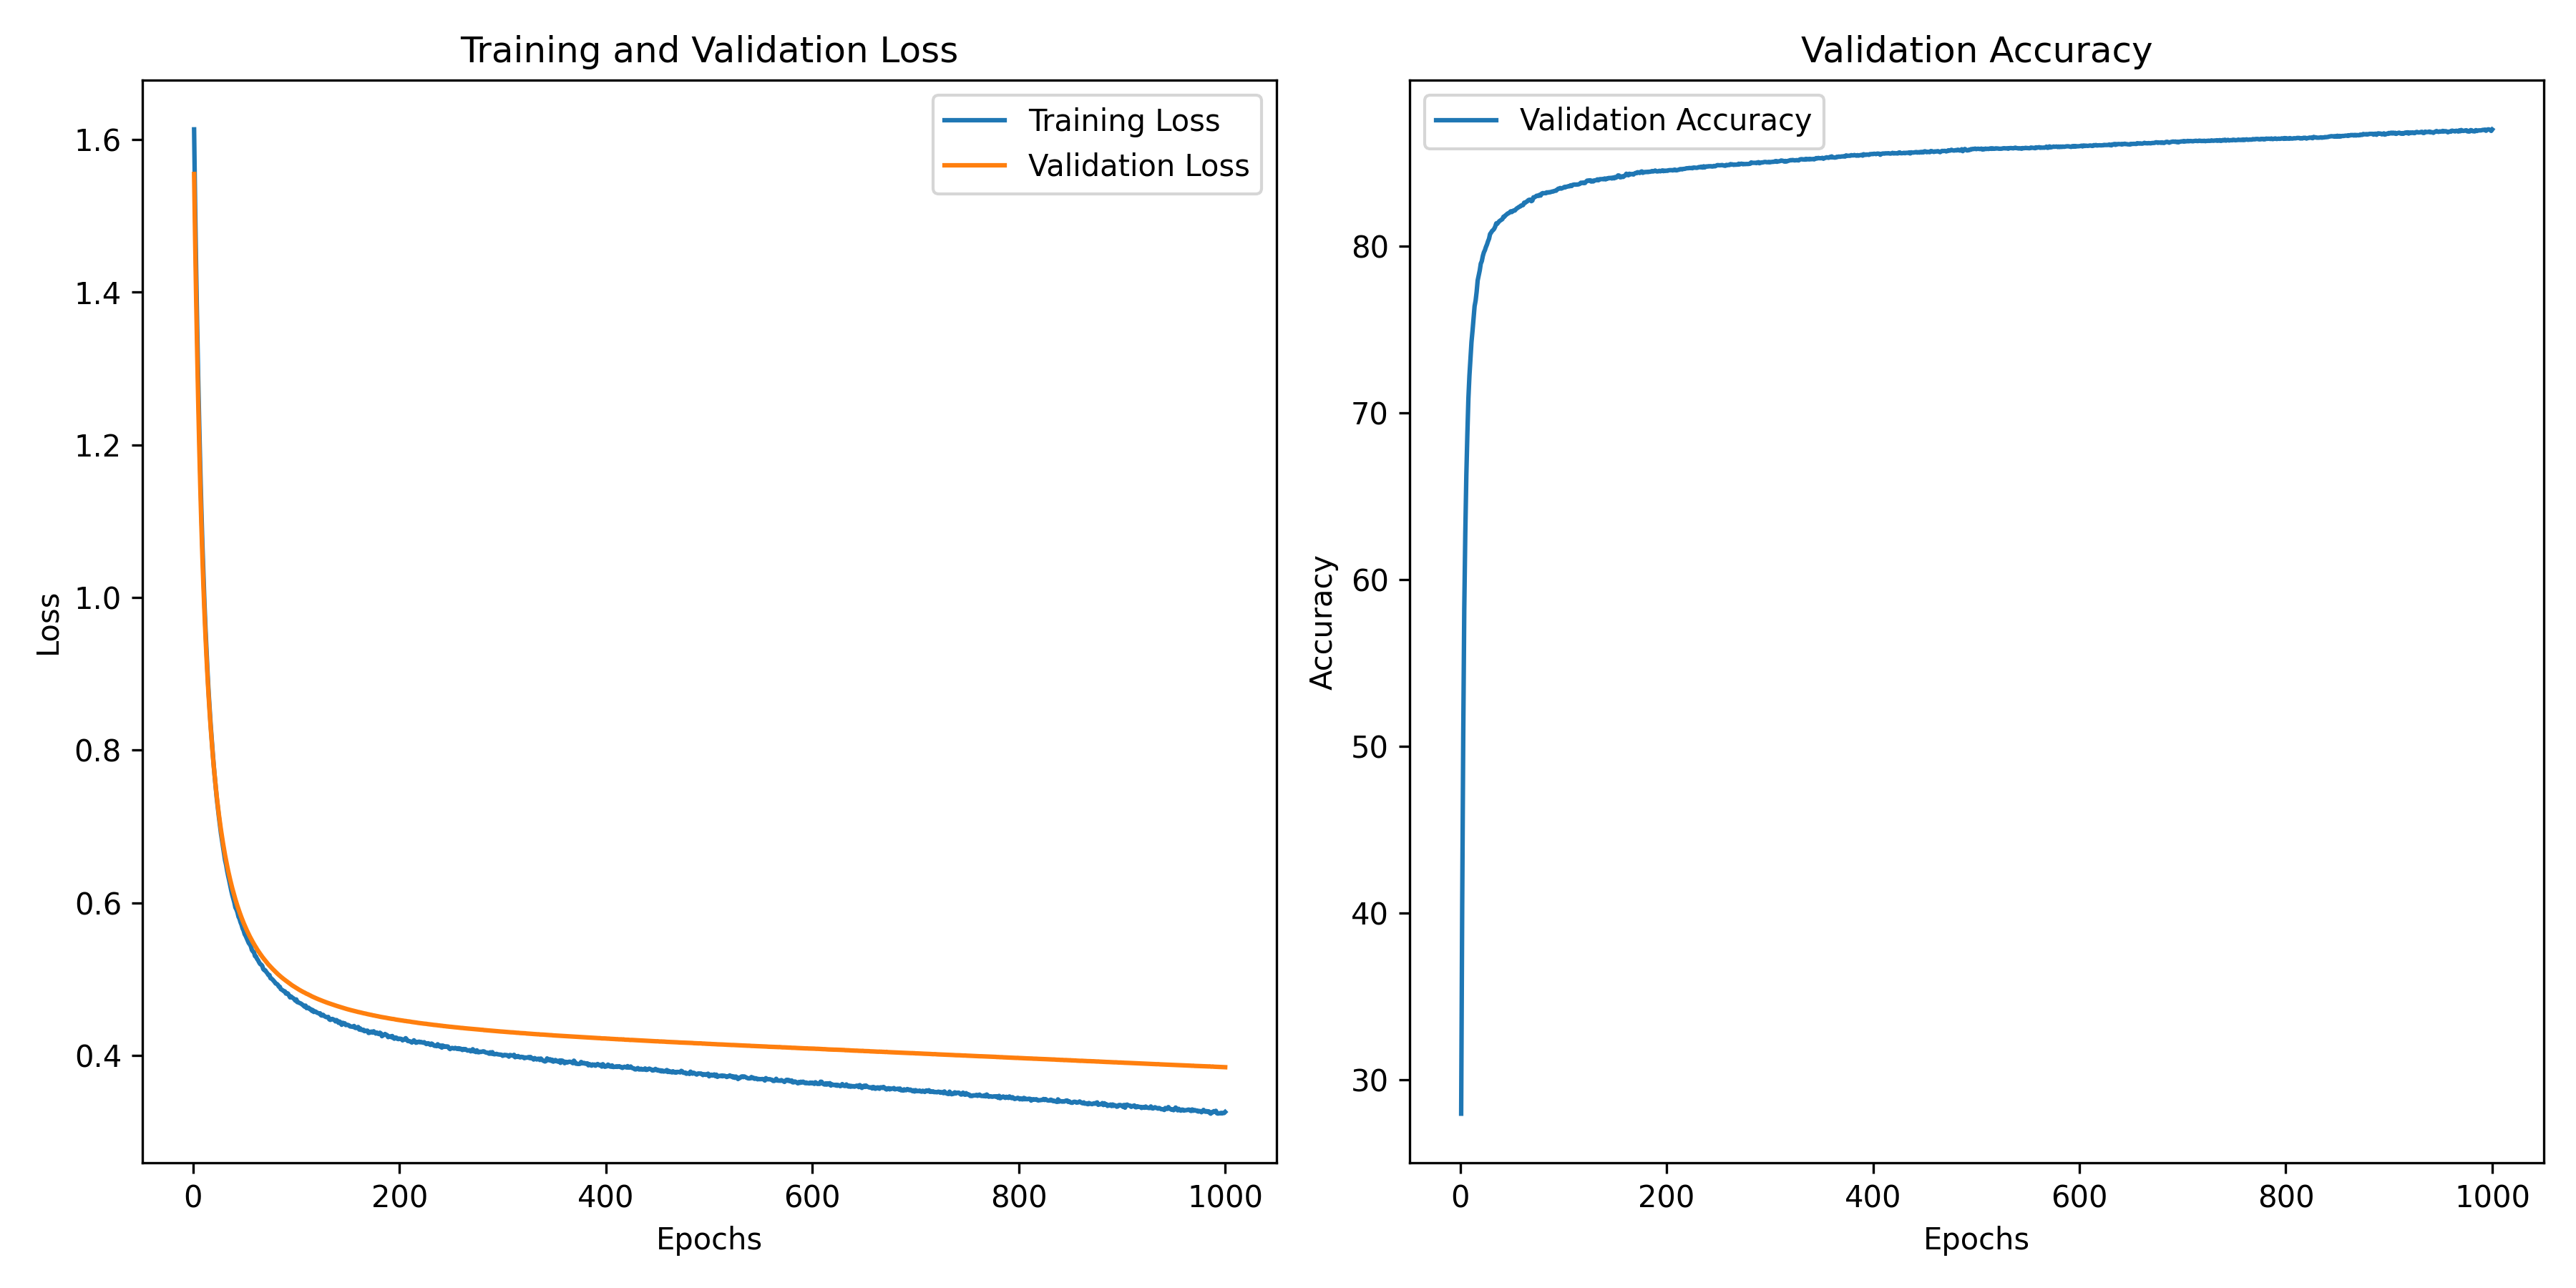 Training and Validation Loss
Training Loss
Validation Loss
1.6
1.4
1.2
1.0
0.8
0.6
0.4
Loss
0 200 400 600 800 1000
Epochs
Validation Accuracy
Validation Accuracy
80
70
60
50
40
30
Accuracy
0 200 400 600 800 1000
Epochs